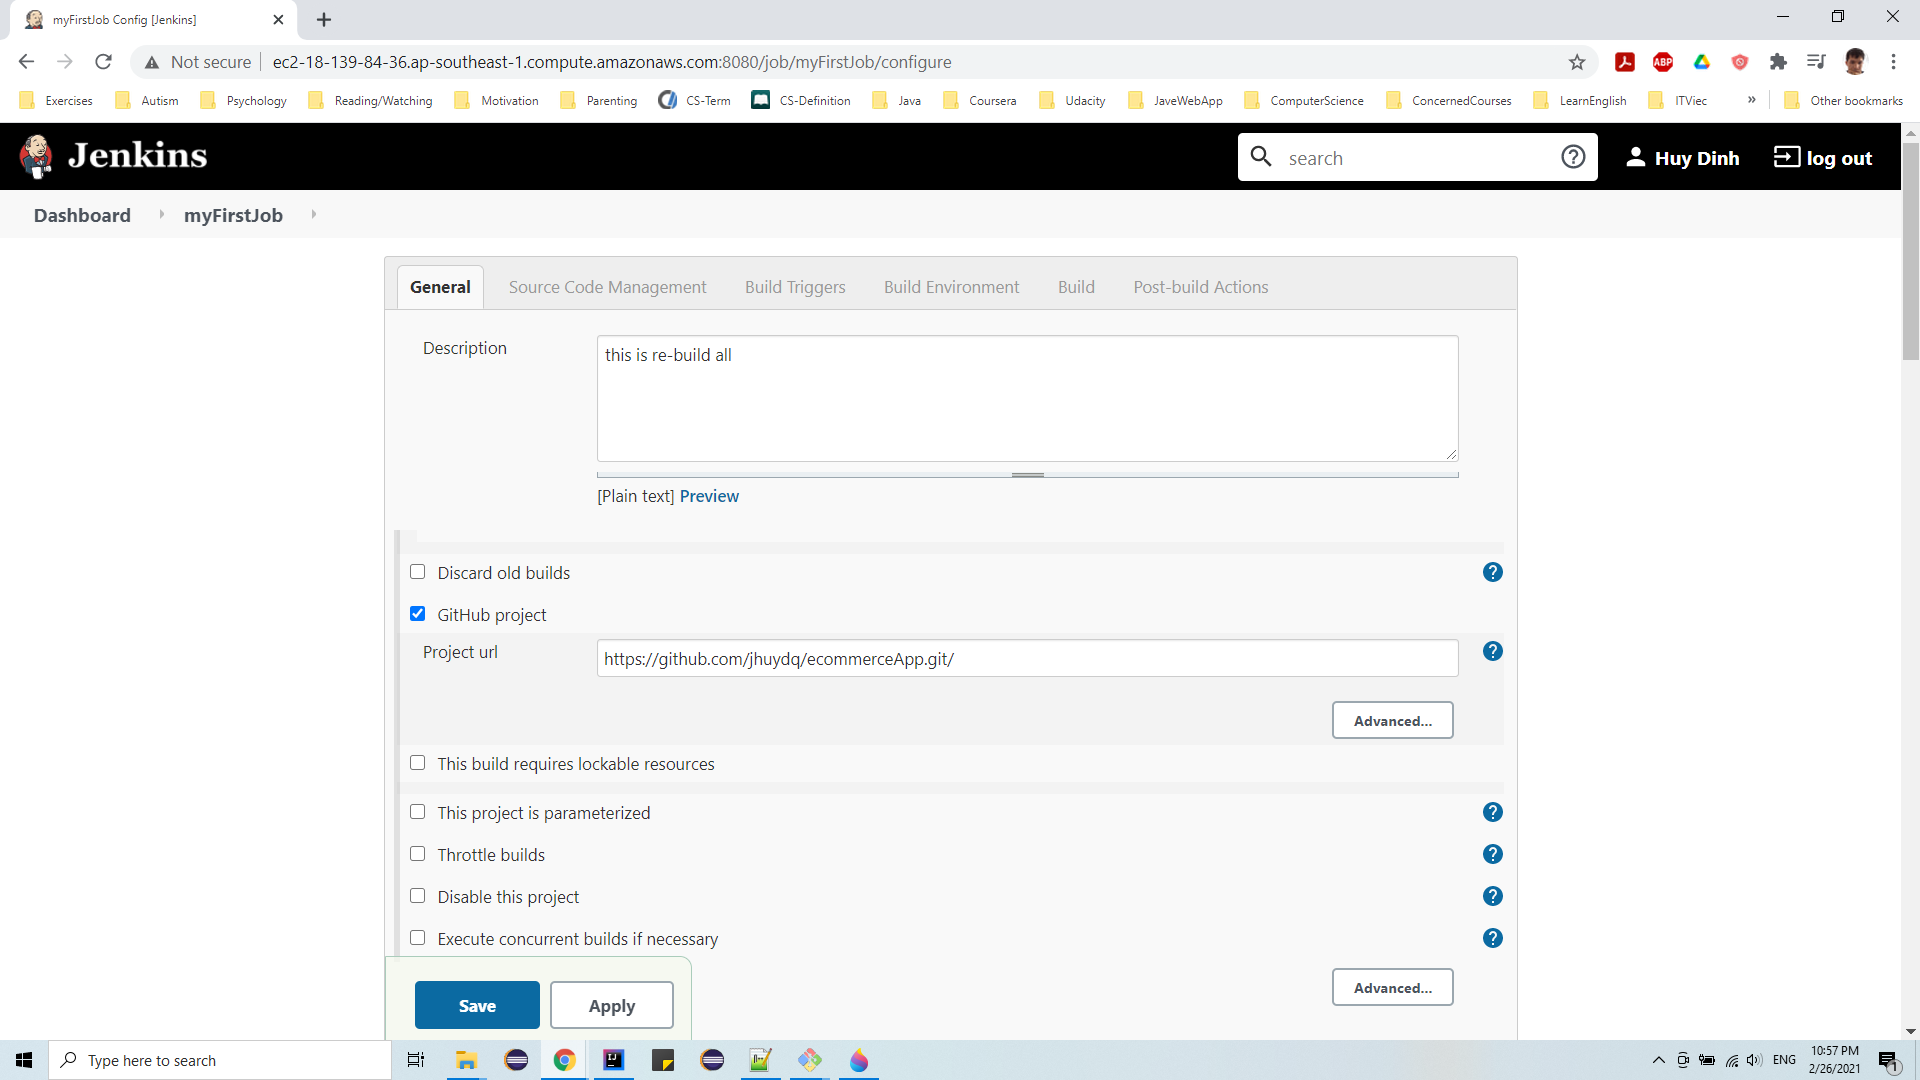 myFirstJob Config [Jenkins]
Not secure
ec2-18-139-84-36.ap-southeast-1.compute.amazonaws.com:8080/job/myFirstJob/configure
ABP
Exercises
Autism
Psychology
Reading/Watching
Motivation
Parenting
CS-Term
CS-Definition
Java
Coursera
Udacity
JaveWebApp
ComputerScience
ConcernedCourses
LearnEnglish
ITViec
»
Other bookmarks
Jenkins
search
Huy Dinh
log out
Dashboard
myFirstJob
General
Source Code Management
Build Triggers
Build Environment
Build
Post-build Actions
Description
this is re-build all
[Plain text] Preview
Discard old builds
GitHub project
Project url
https://github.com/jhuydq/ecommerceApp.git/
Advanced...
This build requires lockable resources
This project is parameterized
Throttle builds
Disable this project
Execute concurrent builds if necessary
Advanced...
Save
Apply
Type here to search
ENG
10:57 PM
2/26/2021
1